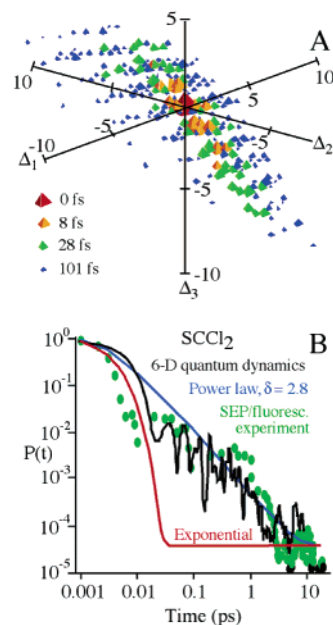 5
A
10
10
5
5
-5
-5
-10
-10
Δ1
Δ2
-5
0 fs
8 fs
28 fs
101 fs
-10
Δ3
10⁰
SCCl₂
B
6-D quantum dynamics
10⁻¹
Power law, δ = 2.8
SEP/fluoresc.
experiment
10⁻²
P(t)
10⁻³
10⁻⁴
Exponential
10⁻⁵
0.001 0.01 0.1 1 10
Time (ps)